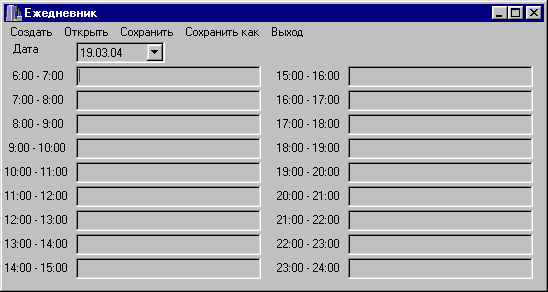 Ежедневник
Создать Открыть Сохранить Сохранить как Выход
Дата 19.03.04
6:00 - 7:00 15:00 - 16:00
7:00 - 8:00 16:00 - 17:00
8:00 - 9:00 17:00 - 18:00
9:00 - 10:00 18:00 - 19:00
10:00 - 11:00 19:00 - 20:00
11:00 - 12:00 20:00 - 21:00
12:00 - 13:00 21:00 - 22:00
13:00 - 14:00 22:00 - 23:00
14:00 - 15:00 23:00 - 24:00